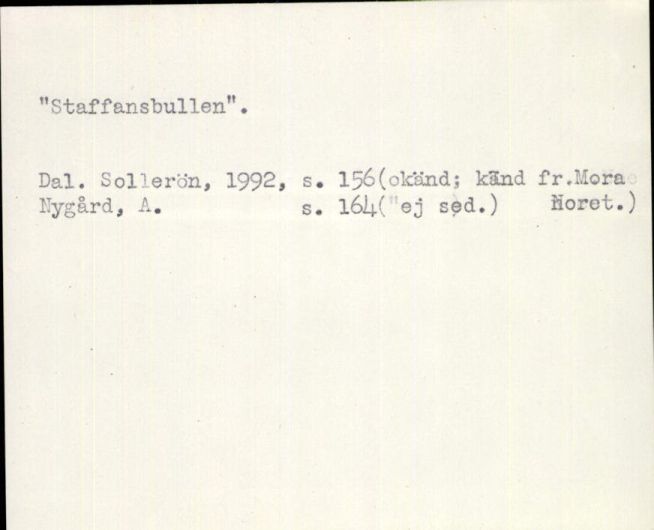 "Staffansbullen".
Dal. Sollerön, 1992, s. 156(okänd; känd fr.Mora
Nygård, A. s. 164("ej sed.) Noret.)